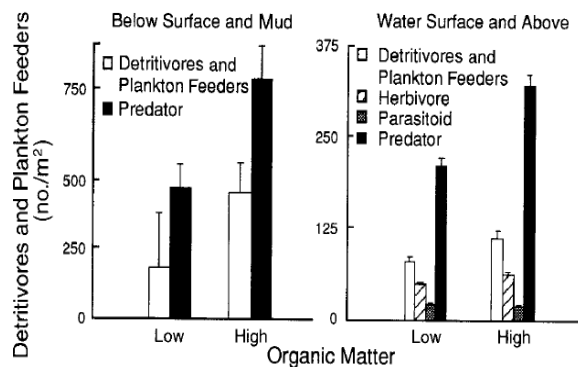 Below Surface and Mud
Detritivores and
Plankton Feeders
Predator
750
500
250
0
Low
High
Water Surface and Above
375
250
125
0
Detritivores and
Plankton Feeders
Herbivore
Parasitoid
Predator
Low
High
Organic Matter
Detritivores and Plankton Feeders
(no./m²)